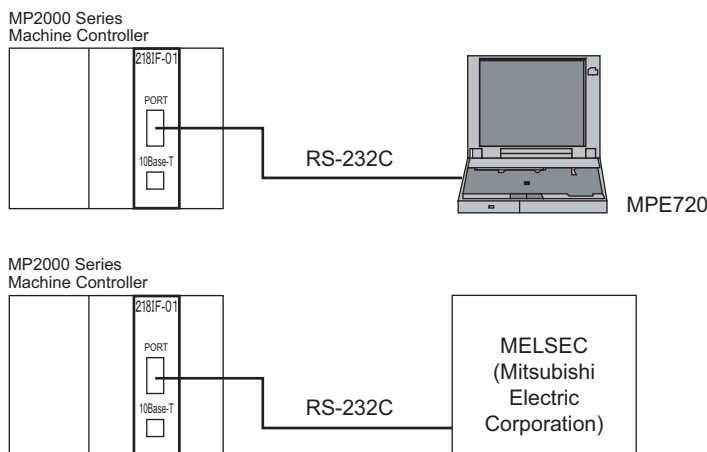 MP2000 Series
Machine Controller
218IF-01
PORT
10Base-T
RS-232C
MPE720
MP2000 Series
Machine Controller
218IF-01
PORT
10Base-T
RS-232C
MELSEC
(Mitsubishi
Electric
Corporation)